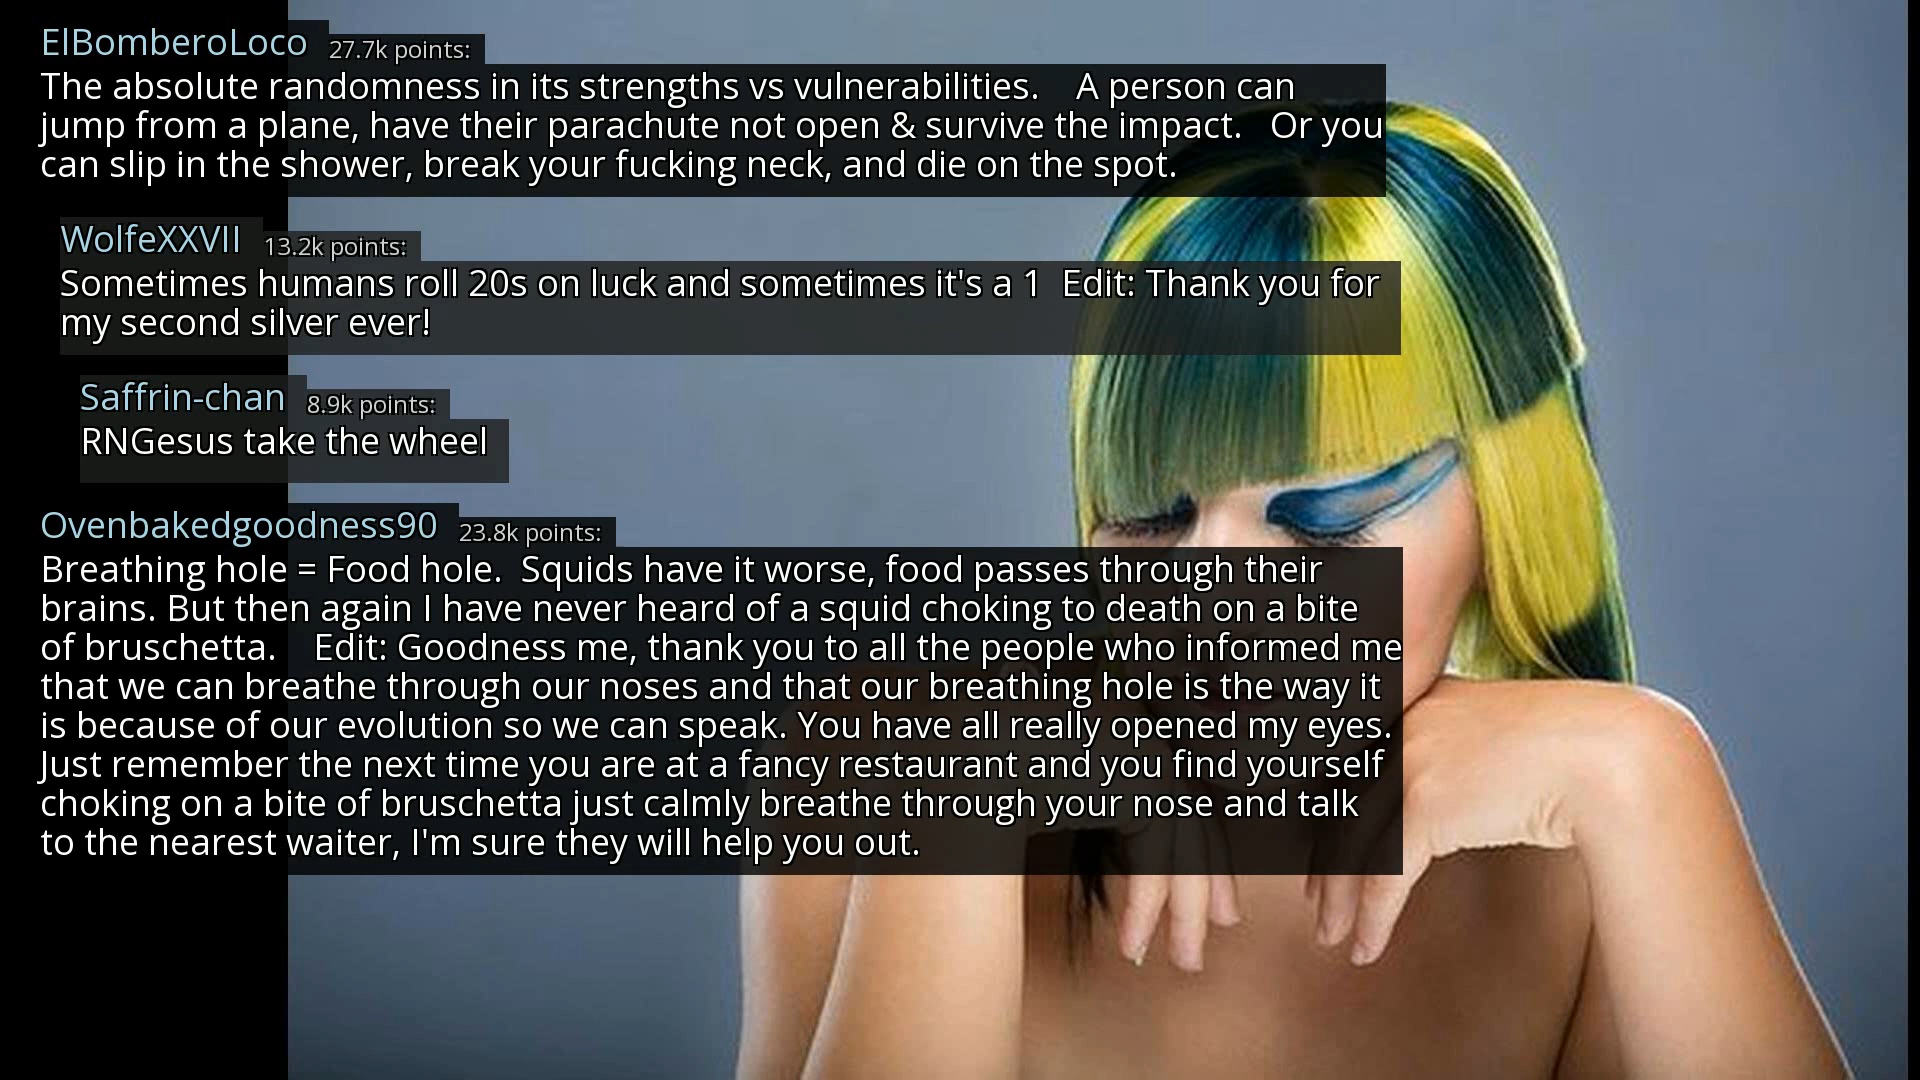 ElBomberoLoco 27.7k points:
The absolute randomness in its strengths vs vulnerabilities.    A person can
jump from a plane, have their parachute not open & survive the impact.   Or you
can slip in the shower, break your fucking neck, and die on the spot.
WolfeXXVII 13.2k points:
Sometimes humans roll 20s on luck and sometimes it's a 1  Edit: Thank you for
my second silver ever!
Saffrin-chan 8.9k points:
RNGesus take the wheel
Ovenbakedgoodness90 23.8k points:
Breathing hole = Food hole.  Squids have it worse, food passes through their
brains. But then again I have never heard of a squid choking to death on a bite
of bruschetta.    Edit: Goodness me, thank you to all the people who informed me
that we can breathe through our noses and that our breathing hole is the way it
is because of our evolution so we can speak. You have all really opened my eyes.
Just remember the next time you are at a fancy restaurant and you find yourself
choking on a bite of bruschetta just calmly breathe through your nose and talk
to the nearest waiter, I'm sure they will help you out.